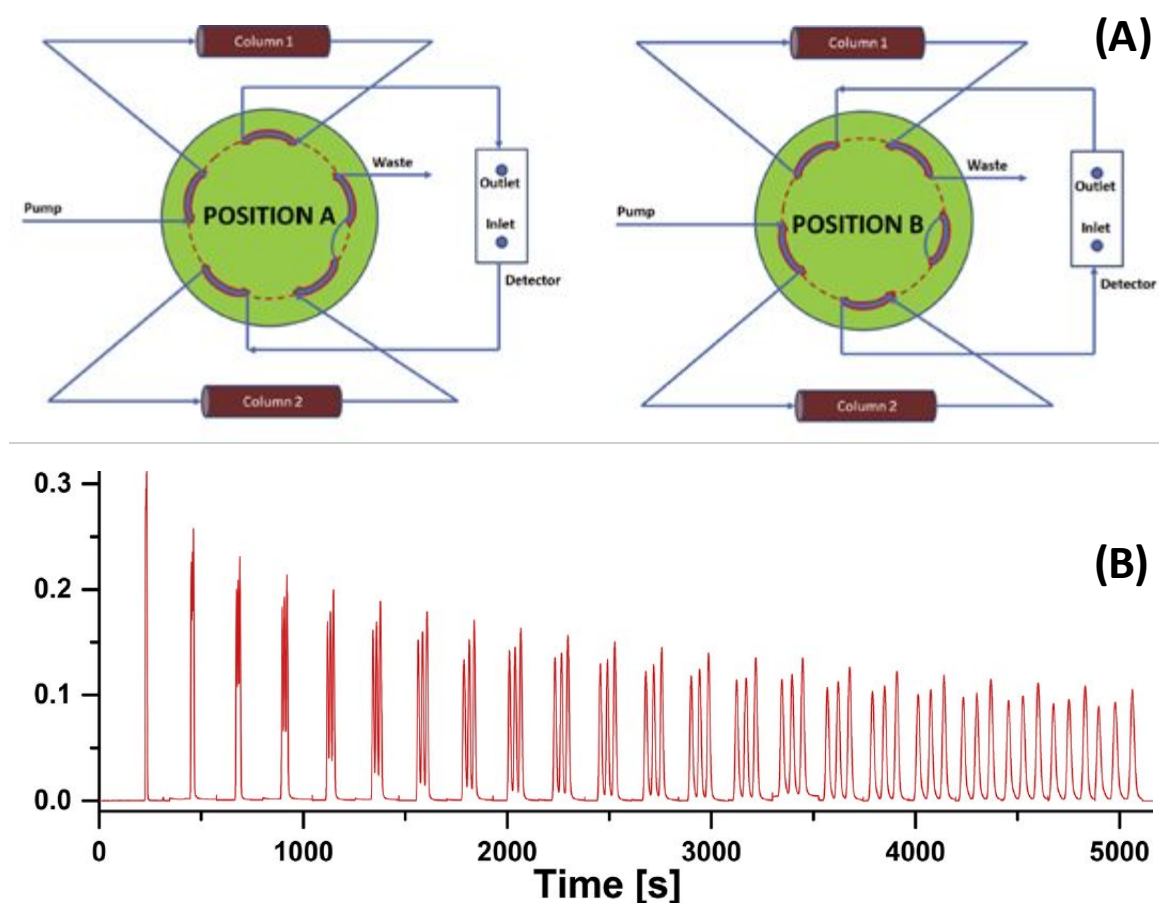 (A)
Column 1
Waste
Pump
POSITION A
Outlet
Inlet
Detector
Column 2
Column 1
Waste
Pump
POSITION B
Outlet
Inlet
Detector
Column 2
(B)
0.3
0.2
0.1
0.0
0 1000 2000 3000 4000 5000
Time [s]